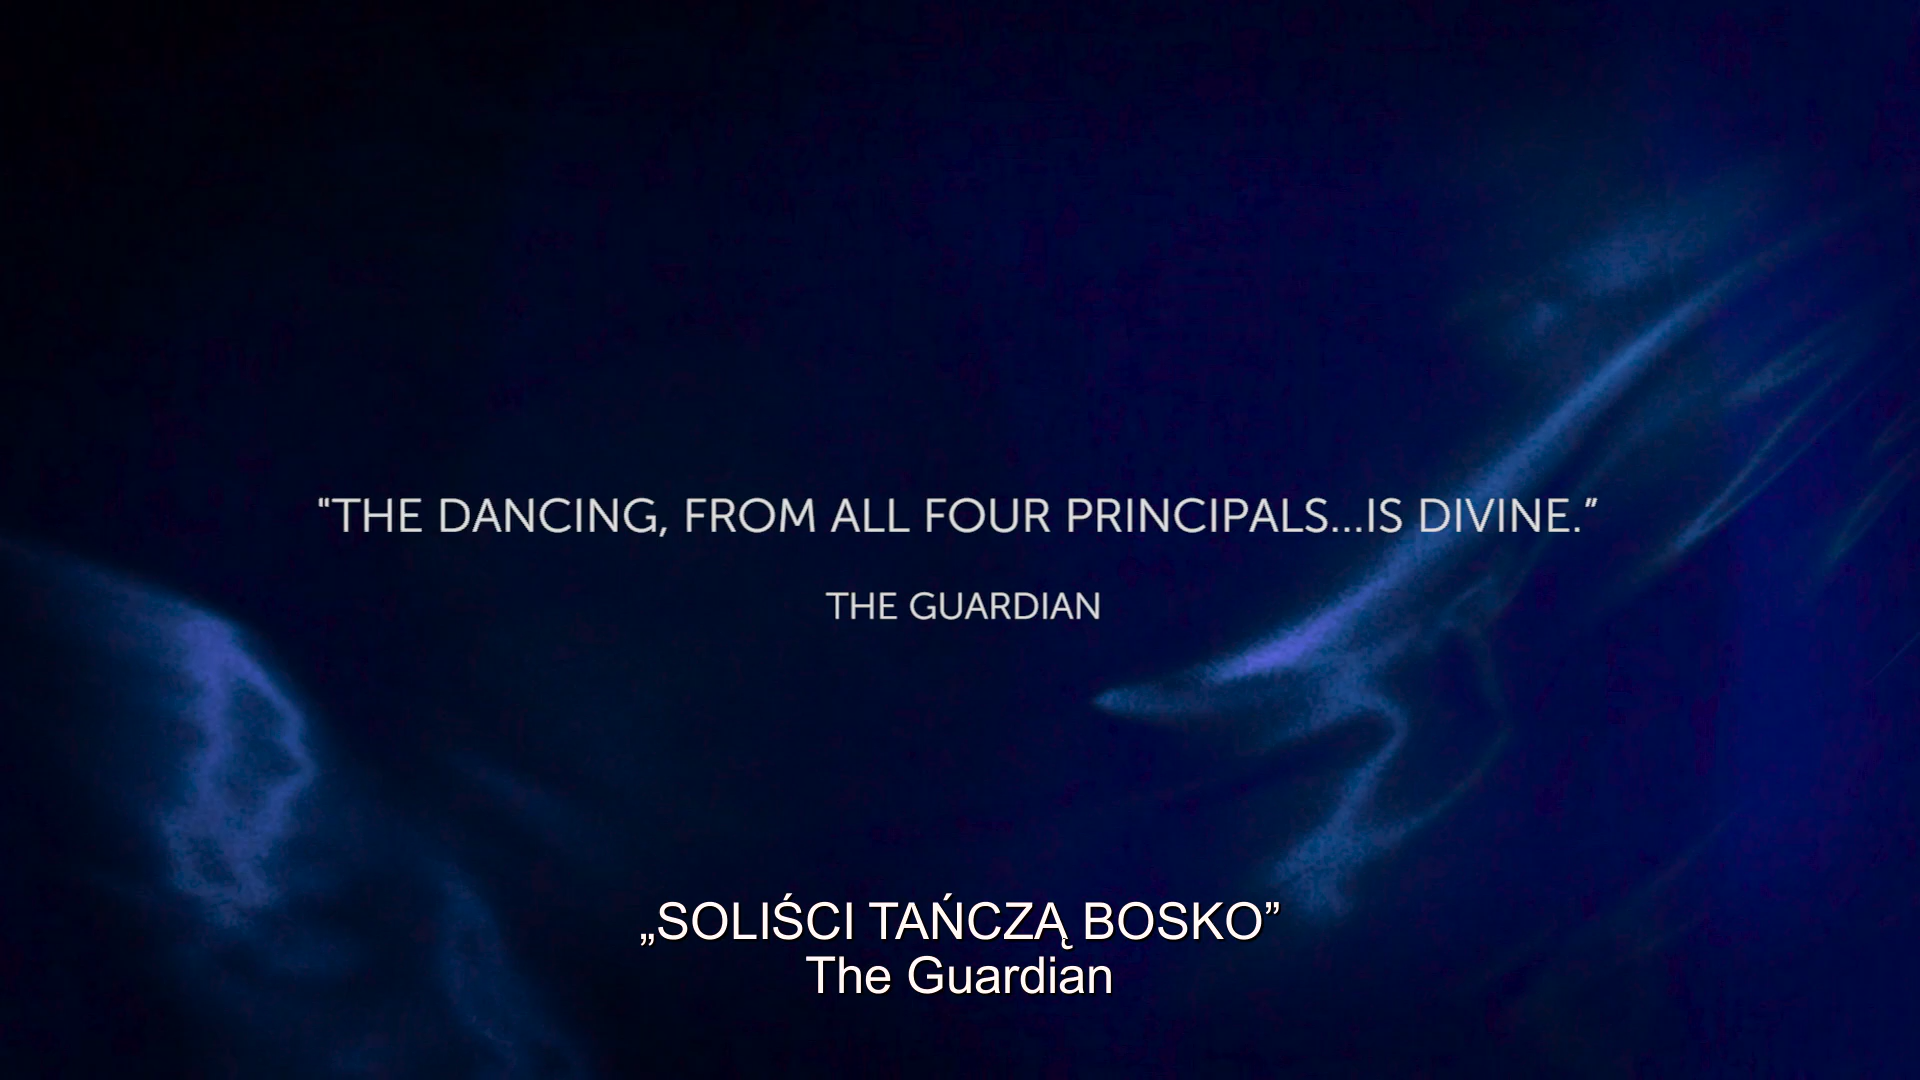 "THE DANCING, FROM ALL FOUR PRINCIPALS...IS DIVINE.”
THE GUARDIAN
„SOLIŚCI TAŃCZĄ BOSKO”
The Guardian